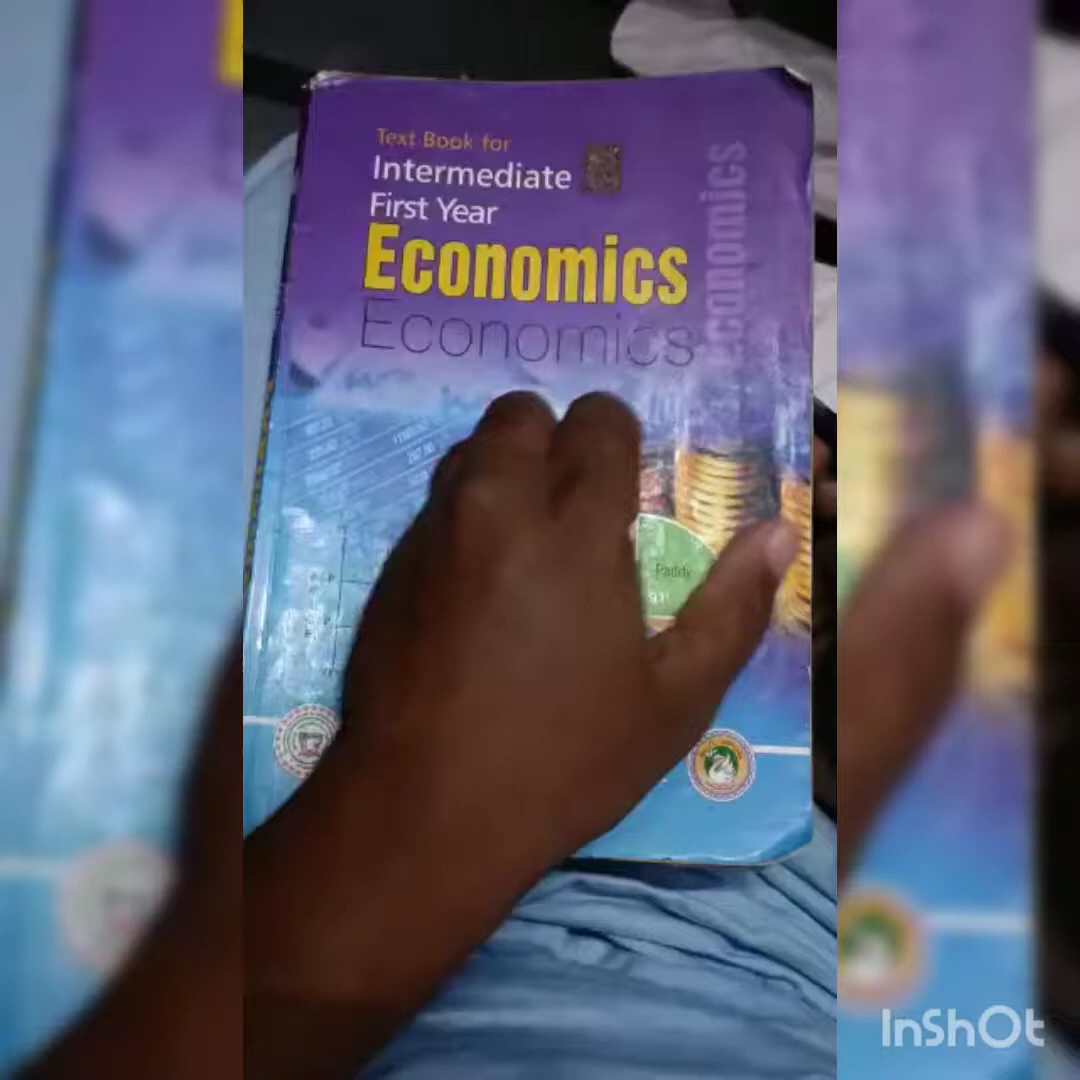 Text Book for
Intermediate
First Year
Economics
Economics
Economics
Paddy
InShOt